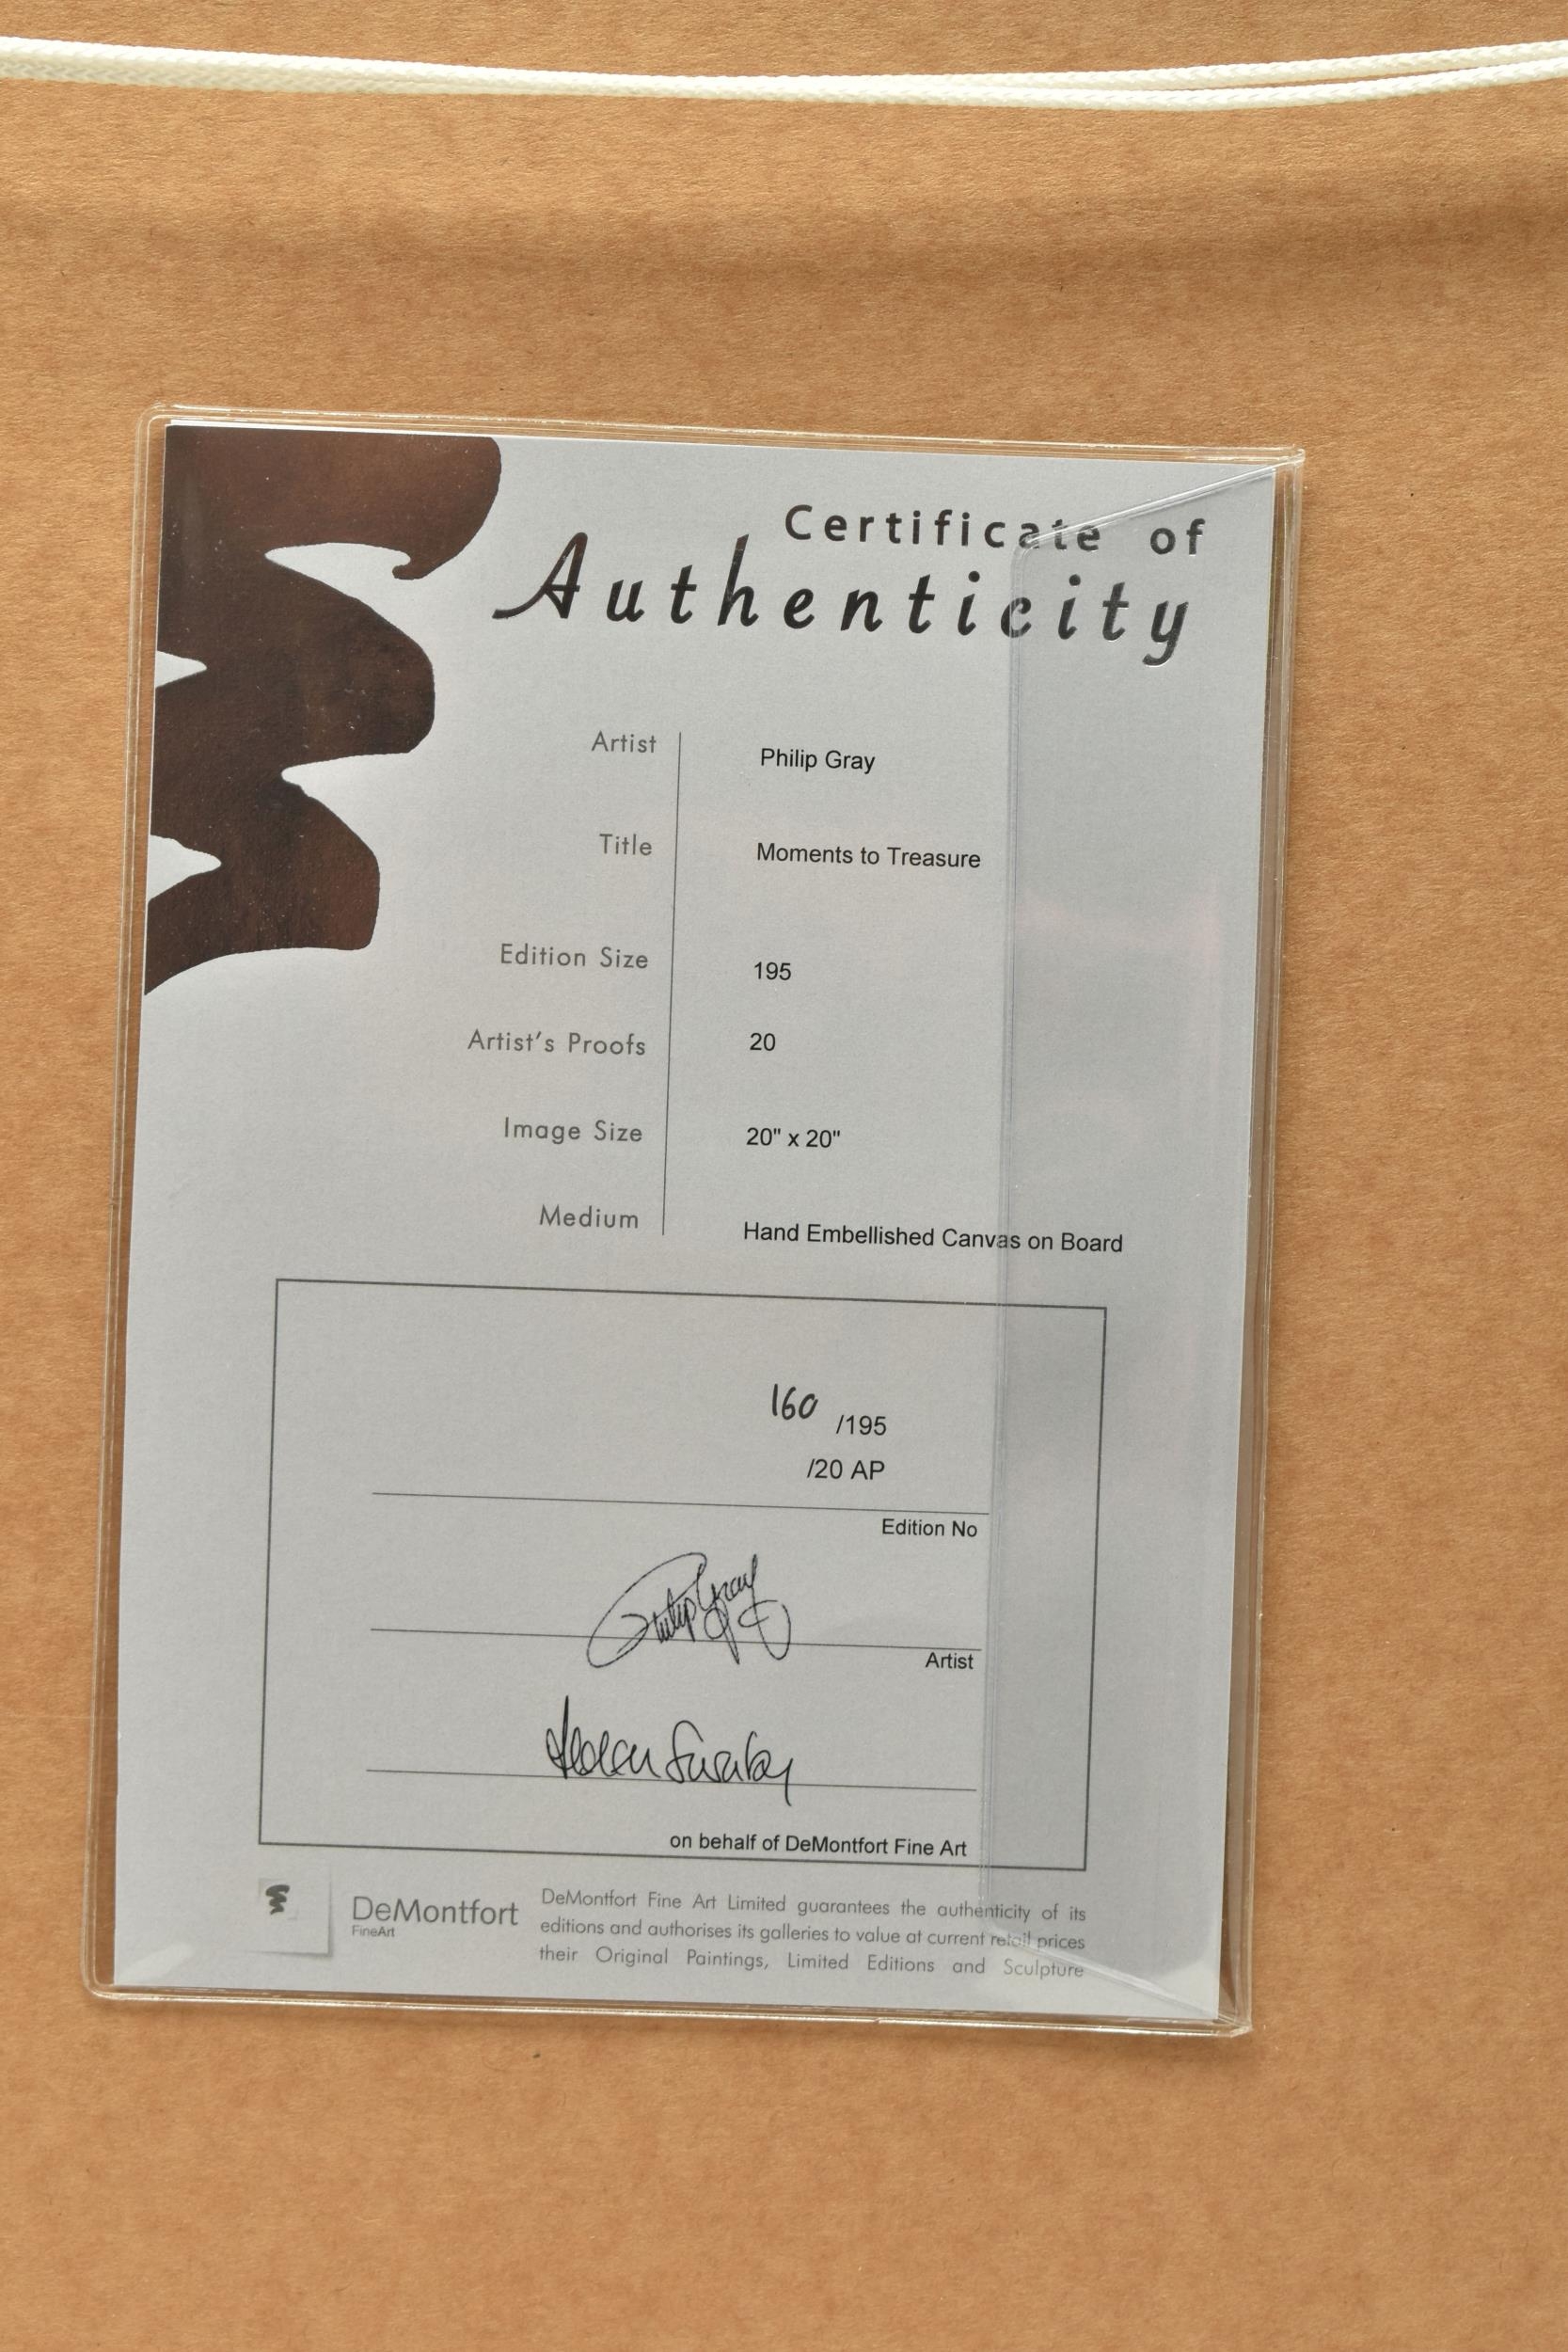 Certificate of
Authenticity
Artist Philip Gray
Title Moments to Treasure
Edition Size 195
Artist's Proofs 20
Image Size 20" x 20"
Medium Hand Embellished Canvas on Board
160 /195
/20 AP
Edition No
Philip Gray
Artist
on behalf of DeMontfort Fine Art
DeMontfort
FineArt
DeMontfort Fine Art Limited guarantees the authenticity of its
editions and authorises its galleries to value at current retail prices
their Original Paintings, Limited Editions and Sculpture